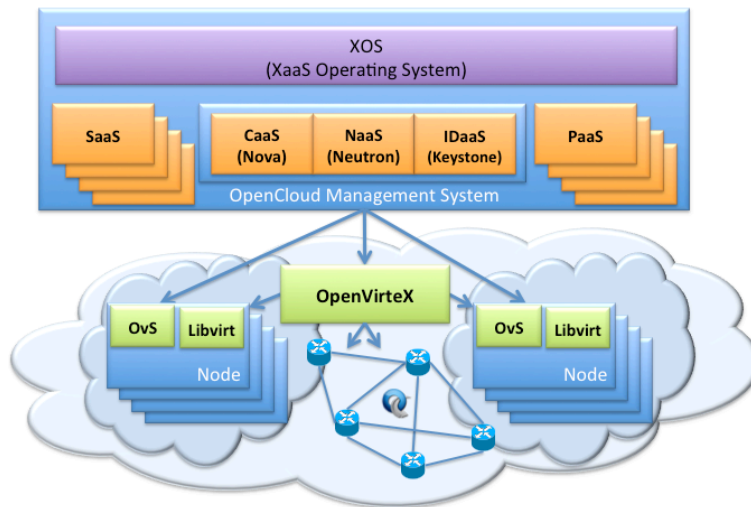 XOS
(XaaS Operating System)
SaaS
CaaS
(Nova)
NaaS
(Neutron)
IDaaS
(Keystone)
PaaS
OpenCloud Management System
OpenVirteX
OvS
Libvirt
Node
OvS
Libvirt
Node